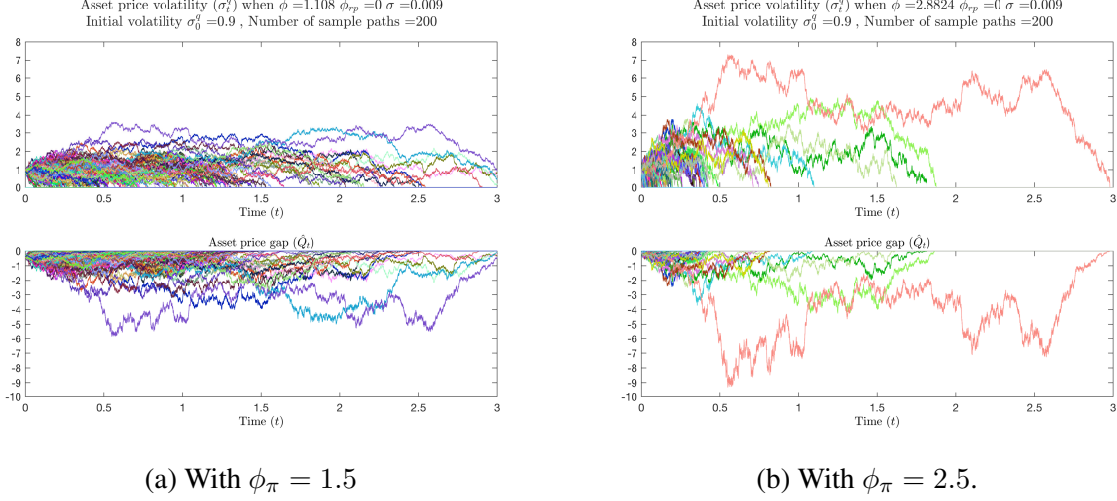 Asset price volatility (σ_t^q) when ϕ =1.108 ϕ_rp =0 σ =0.009
Initial volatility σ_0^q =0.9 , Number of sample paths =200
8
7
6
5
4
3
2
1
0
0 0.5 1 1.5 2 2.5 3
Time (t)
Asset price gap (Q̂_t)
0
-1
-2
-3
-4
-5
-6
-7
-8
-9
-10
0 0.5 1 1.5 2 2.5 3
Time (t)
(a) With ϕ_π = 1.5
Asset price volatility (σ_t^q) when ϕ =2.8824 ϕ_rp =0 σ =0.009
Initial volatility σ_0^q =0.9 , Number of sample paths =200
8
7
6
5
4
3
2
1
0
0 0.5 1 1.5 2 2.5 3
Time (t)
Asset price gap (Q̂_t)
0
-1
-2
-3
-4
-5
-6
-7
-8
-9
-10
0 0.5 1 1.5 2 2.5 3
Time (t)
(b) With ϕ_π = 2.5.